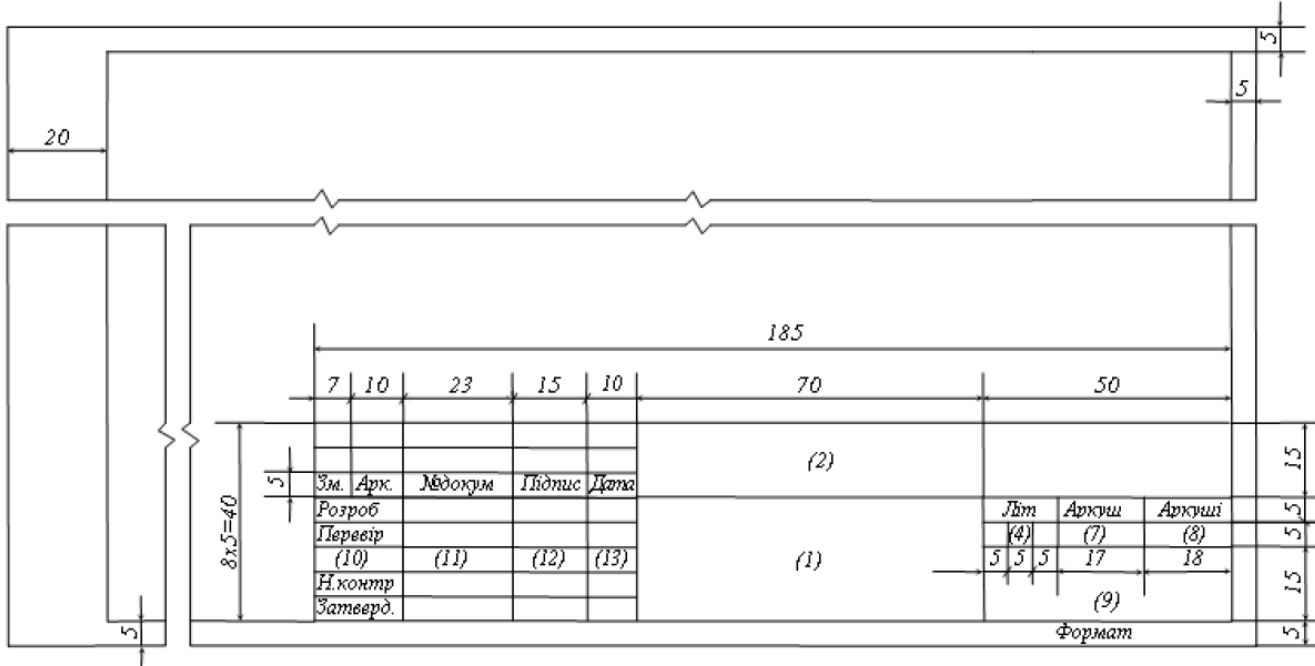 5
5
20
185
7 10 23 15 10 70 50
(2)
15
5
Зм. Арк. №докум Підпис Дата
8х5=40
Розроб Літ Аркуш Аркуші 5
Перевір (4) (7) (8) 5
(10) (11) (12) (13) (1) 5 5 5 17 18
Н.контр
15
Затверд. (9)
5 Формат 5